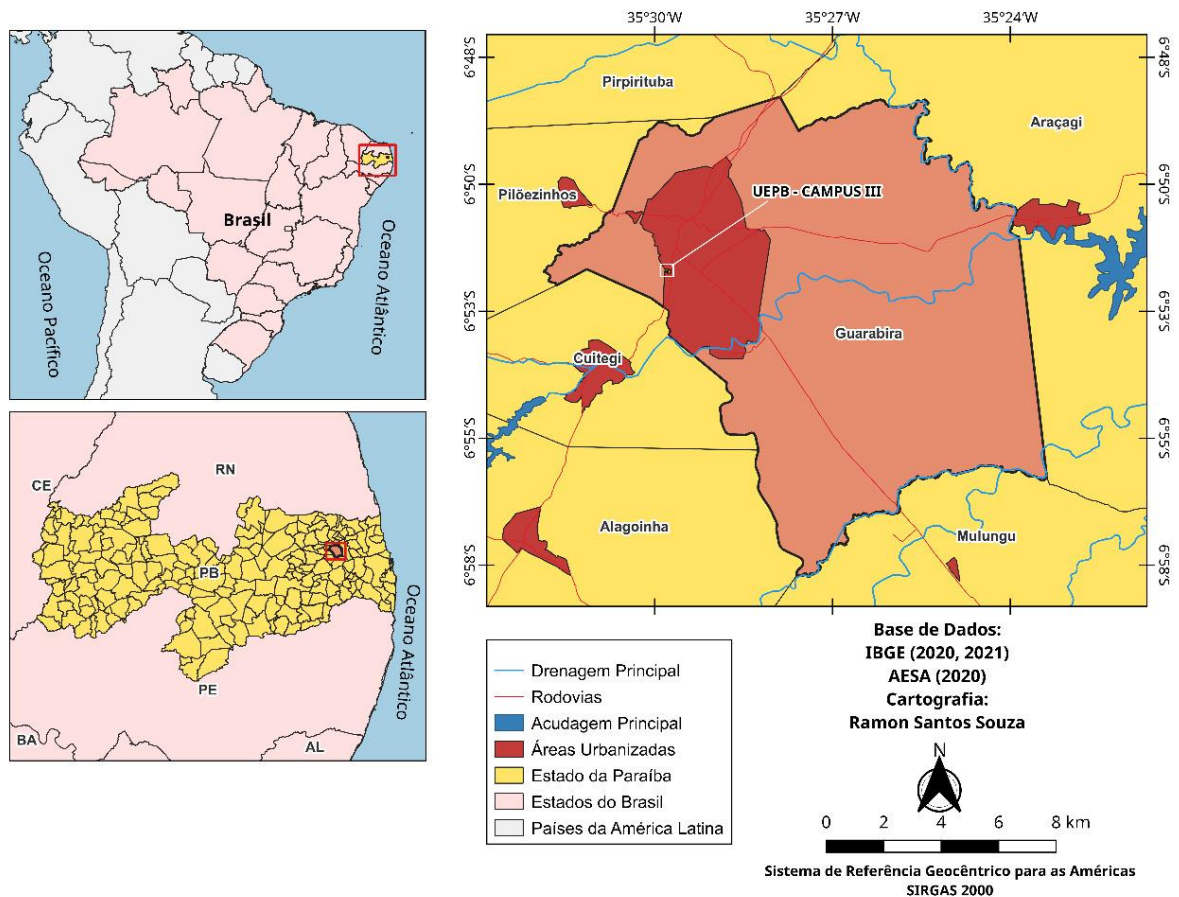 Brasil
Oceano Pacífico
Oceano Atlântico
CE
RN
PB
PE
BA
AL
Oceano Atlântico
35°30'W
35°27'W
35°24'W
6°48'S
6°50'S
6°53'S
6°55'S
6°58'S
6°48'S
6°50'S
6°53'S
6°55'S
6°58'S
Pirpirituba
Araçagi
Pilõezinhos
UEPB - CAMPUS III
Guarabira
Cuitegi
Alagoinha
Mulungu
Drenagem Principal
Rodovias
Acudagem Principal
Áreas Urbanizadas
Estado da Paraíba
Estados do Brasil
Países da América Latina
Base de Dados:
IBGE (2020, 2021)
AESA (2020)
Cartografia:
Ramon Santos Souza
N
0 2 4 6 8 km
Sistema de Referência Geocêntrico para as Américas
SIRGAS 2000